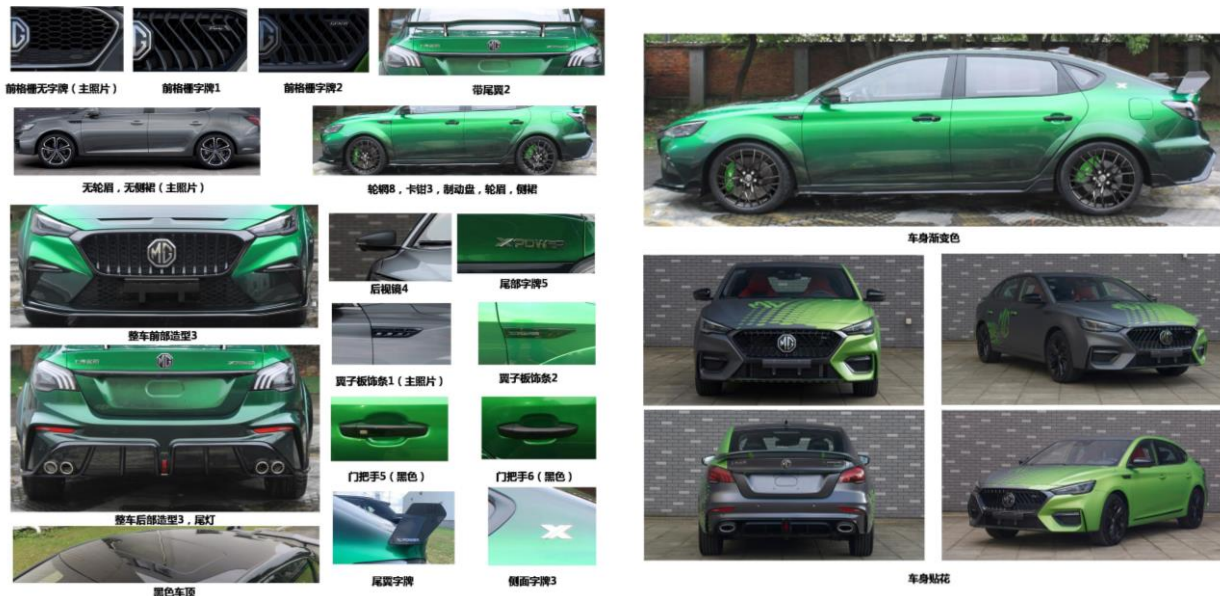 前格栅无字牌（主照片）
前格栅字牌1
前格栅字牌2
带尾翼2
无轮眉，无侧裙（主照片）
轮辋8，卡钳3，制动盘，轮眉，侧裙
MG
整车前部造型3
后视镜4
XPOWER
尾部字牌5
翼子板饰条1（主照片）
翼子板饰条2
MG
整车后部造型3，尾灯
门把手5（黑色）
门把手6（黑色）
黑色车顶
尾翼字牌
X
侧面字牌3
X
车身渐变色
MG
MG
车身贴花